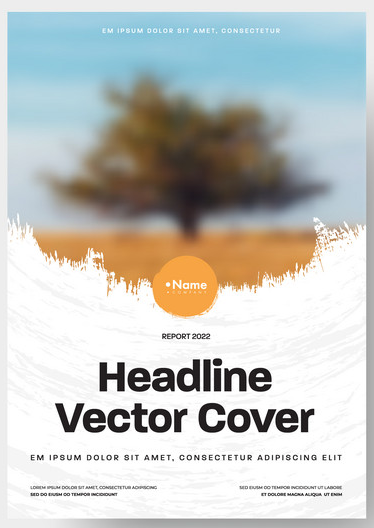 EM IPSUM DOLOR SIT AMET, CONSECTETUR
Name
COMPANY
REPORT 2022
Headline
Vector Cover
EM IPSUM DOLOR SIT AMET, CONSECTETUR ADIPISCING ELIT
LOREM IPSUM DOLOR SIT AMET, CONSECTETUR ADIPISCING
SED DO EIUSM OD TEMPOR INCIDIDUNT
SED EIUSM OD TEMPOR INCIDIDUNT UT LABORE
ET DOLORE MAGNA ALIQUA UT ENIM